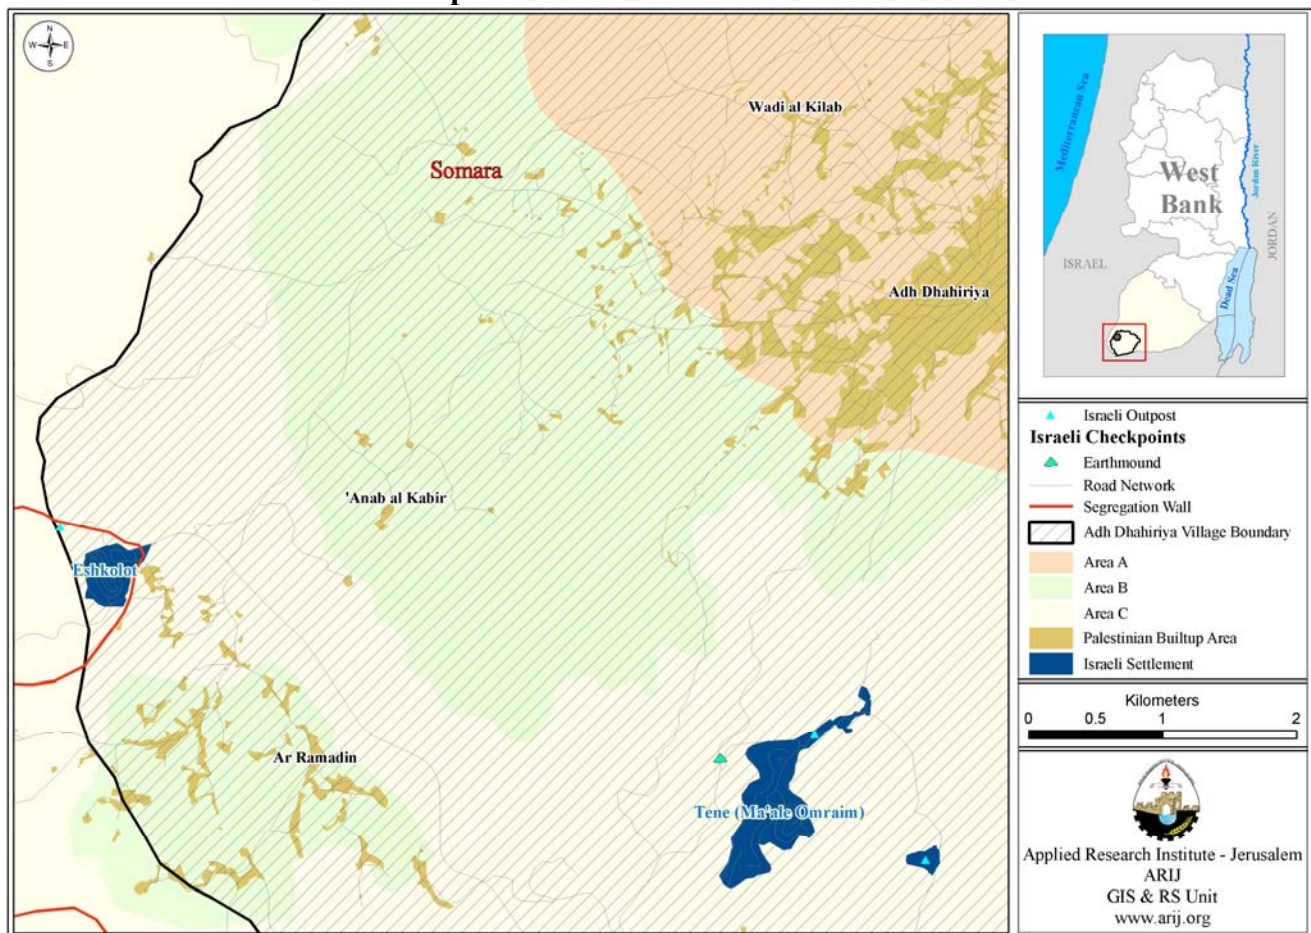 N
W E
S
Wadi al Kilab
Somara
Adh Dhahiriya
'Anab al Kabir
Eshkolot
Ar Ramadin
Tene (Ma'ale Omraim)
Mediterranean Sea
West
Bank
Jordan River
JORDAN
ISRAEL
Dead Sea
Israeli Outpost
Israeli Checkpoints
Earthmound
Road Network
Segregation Wall
Adh Dhahiriya Village Boundary
Area A
Area B
Area C
Palestinian Builtup Area
Israeli Settlement
Kilometers
0 0.5 1 2
Applied Research Institute - Jerusalem
ARIJ
GIS & RS Unit
www.arij.org